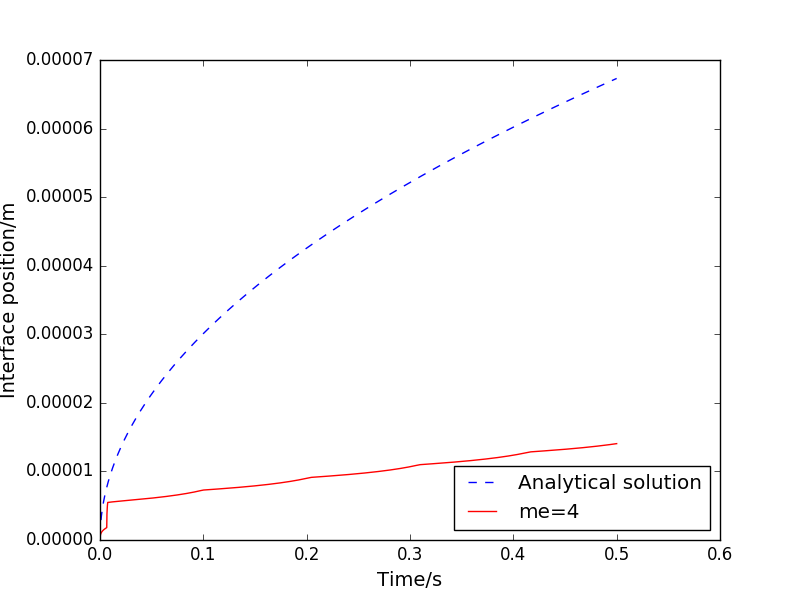 0.00007
0.00006
0.00005
0.00004
0.00003
0.00002
0.00001
0.00000
Interface position/m
0.0 0.1 0.2 0.3 0.4 0.5 0.6
Time/s
Analytical solution
me=4